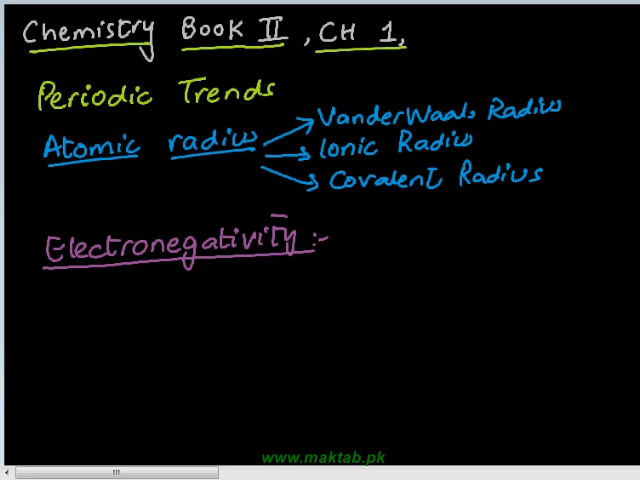 Chemistry Book II, CH 1,
Periodic Trends
VanderWaals Radius
Atomic radius
Ionic Radius
Covalent Radius
Electronegativity:-
www.maktab.pk